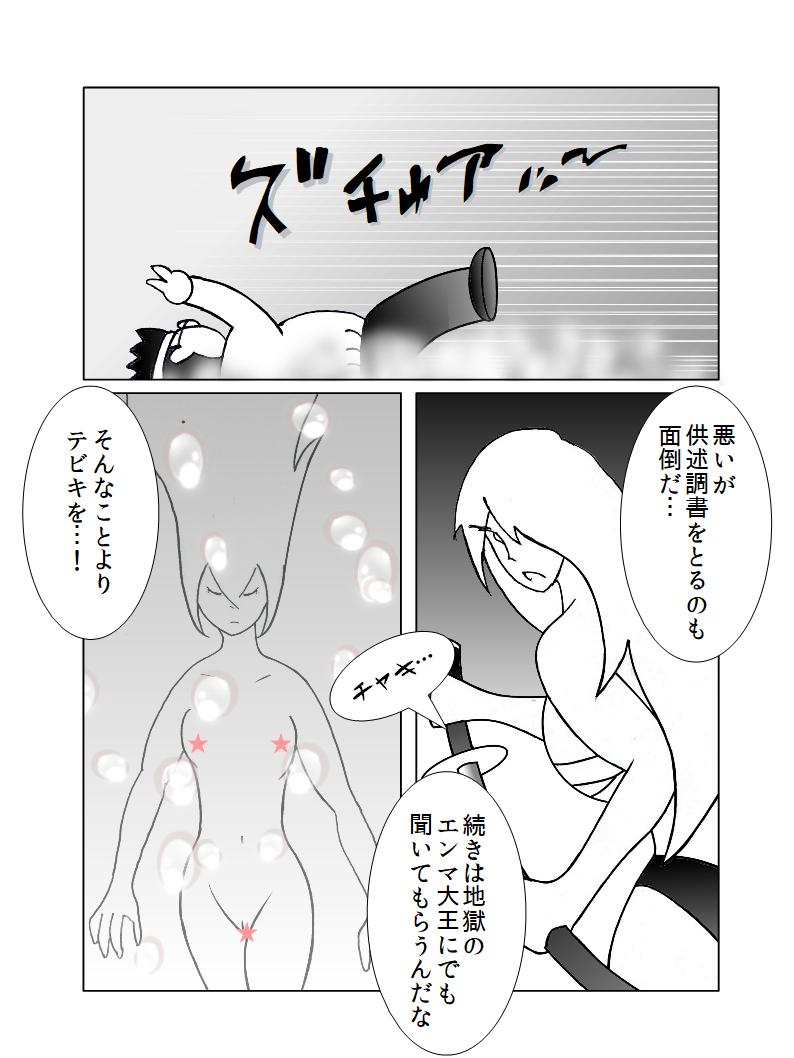 ズチャア…〜
悪いが
供述調書をとるのも
面倒だ…
チャキ…
続きは地獄の
エンマ大王にでも
聞いてもらうんだな
そんなことより
テビキを…！